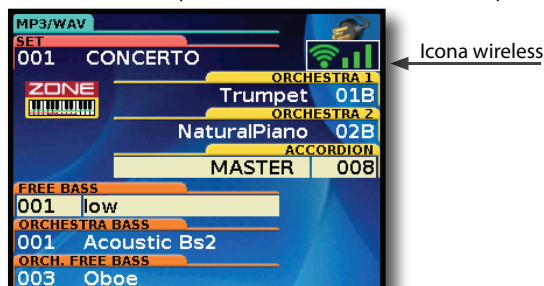 MP3/WAV
SET
001 CONCERTO
Icona wireless
ZONE
ORCHESTRA 1
Trumpet 01B
ORCHESTRA 2
NaturalPiano 02B
ACCORDION
MASTER 008
FREE BASS
001 low
ORCHESTRA BASS
001 Acoustic Bs2
ORCH. FREE BASS
003 Oboe